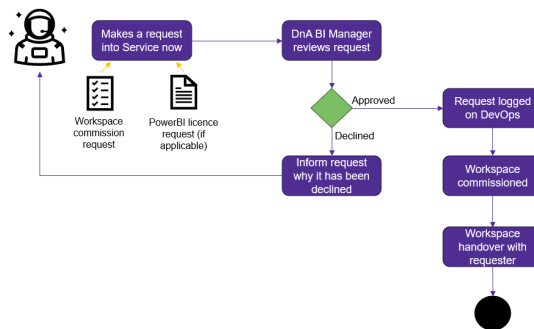 Makes a request
into Service now
DnA BI Manager
reviews request
Workspace
commission
request
PowerBI licence
request (if
applicable)
Approved
Declined
Request logged
on DevOps
Inform request
why it has been
declined
Workspace
commissioned
Workspace
handover with
requester